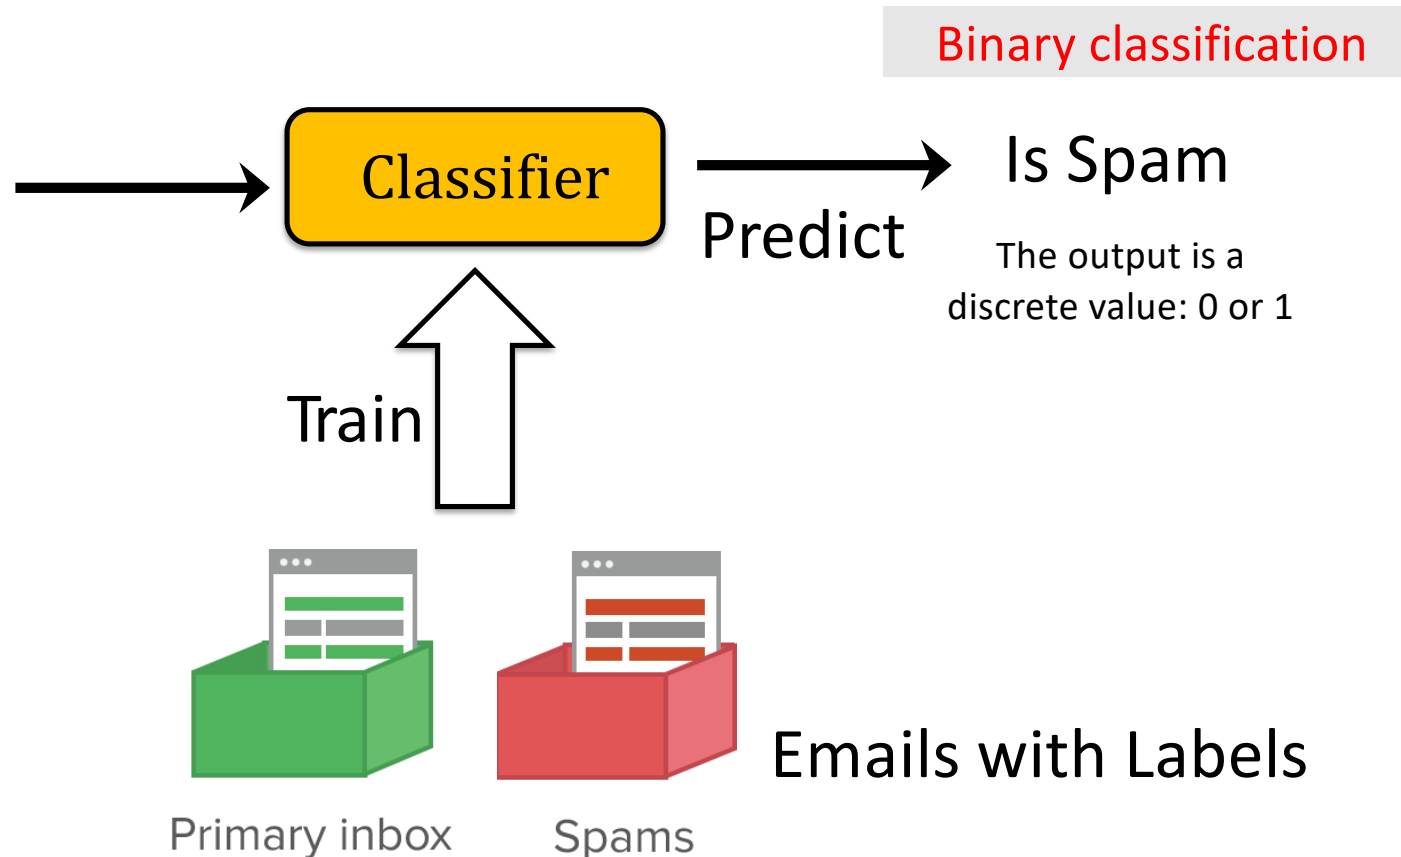 Binary classification
Classifier
Is Spam
Predict
The output is a
discrete value: 0 or 1
Train
Emails with Labels
Primary inbox
Spams